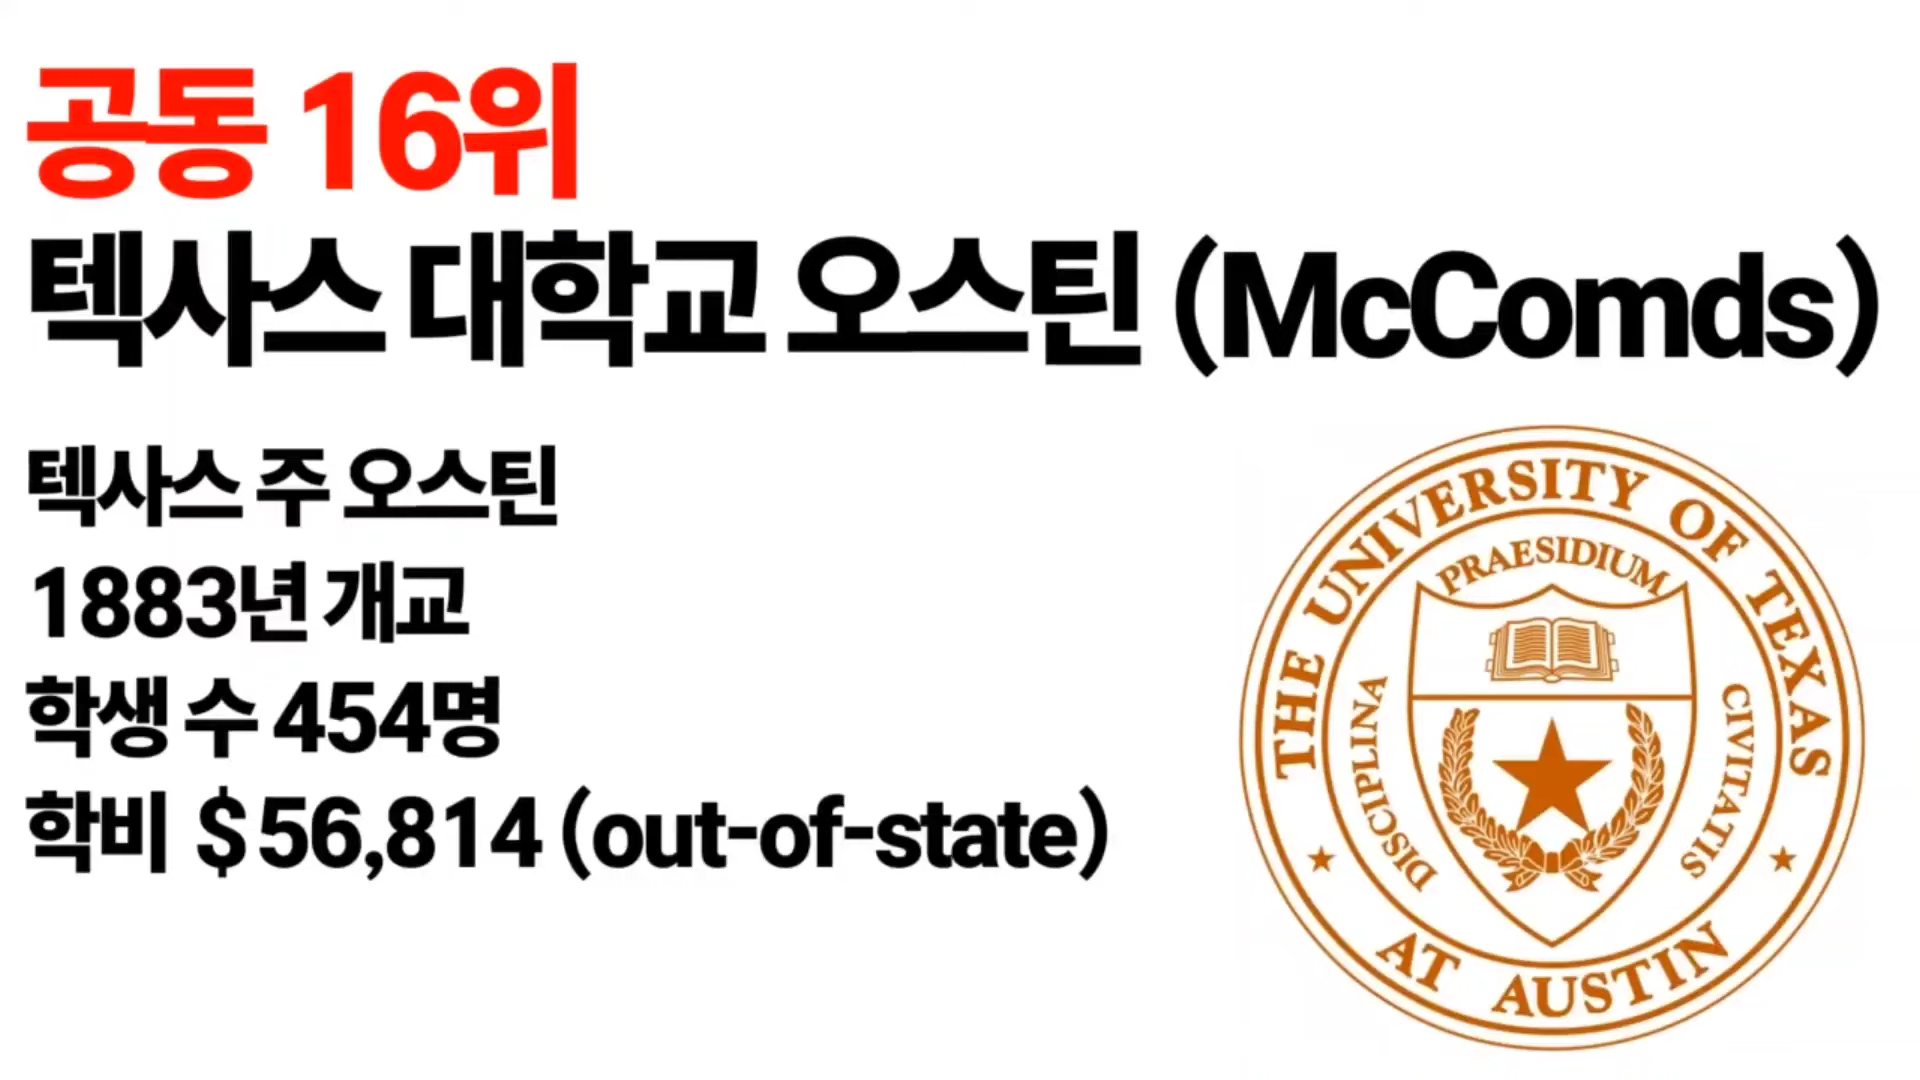 공동 16위
텍사스 대학교 오스틴 (McComds)
텍사스 주 오스틴
1883년 개교
학생 수 454명
학비 $56,814 (out-of-state)
THE UNIVERSITY OF TEXAS
PRAESIDIUM
DISCIPLINA
CIVITATIS
AT AUSTIN